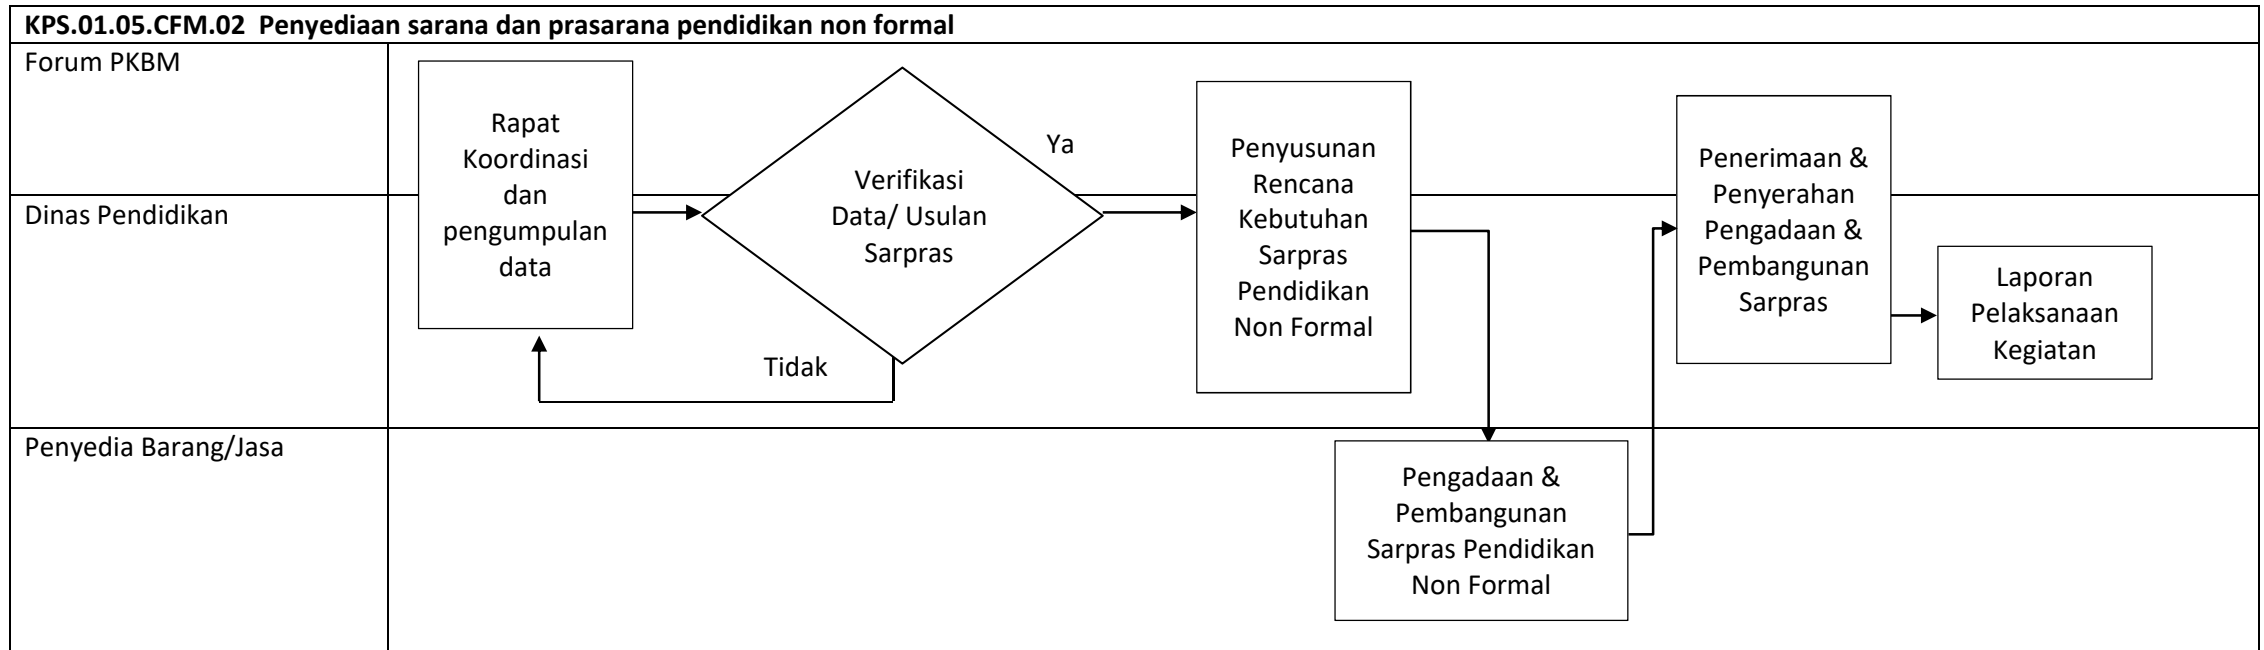 KPS.01.05.CFM.02 Penyediaan sarana dan prasarana pendidikan non formal
Forum PKBM
Rapat
Koordinasi
dan
pengumpulan
data
Verifikasi
Data/ Usulan
Sarpras
Ya
Tidak
Penyusunan
Rencana
Kebutuhan
Sarpras
Pendidikan
Non Formal
Penerimaan &
Penyerahan
Pengadaan &
Pembangunan
Sarpras
Dinas Pendidikan
Laporan
Pelaksanaan
Kegiatan
Penyedia Barang/Jasa
Pengadaan &
Pembangunan
Sarpras Pendidikan
Non Formal